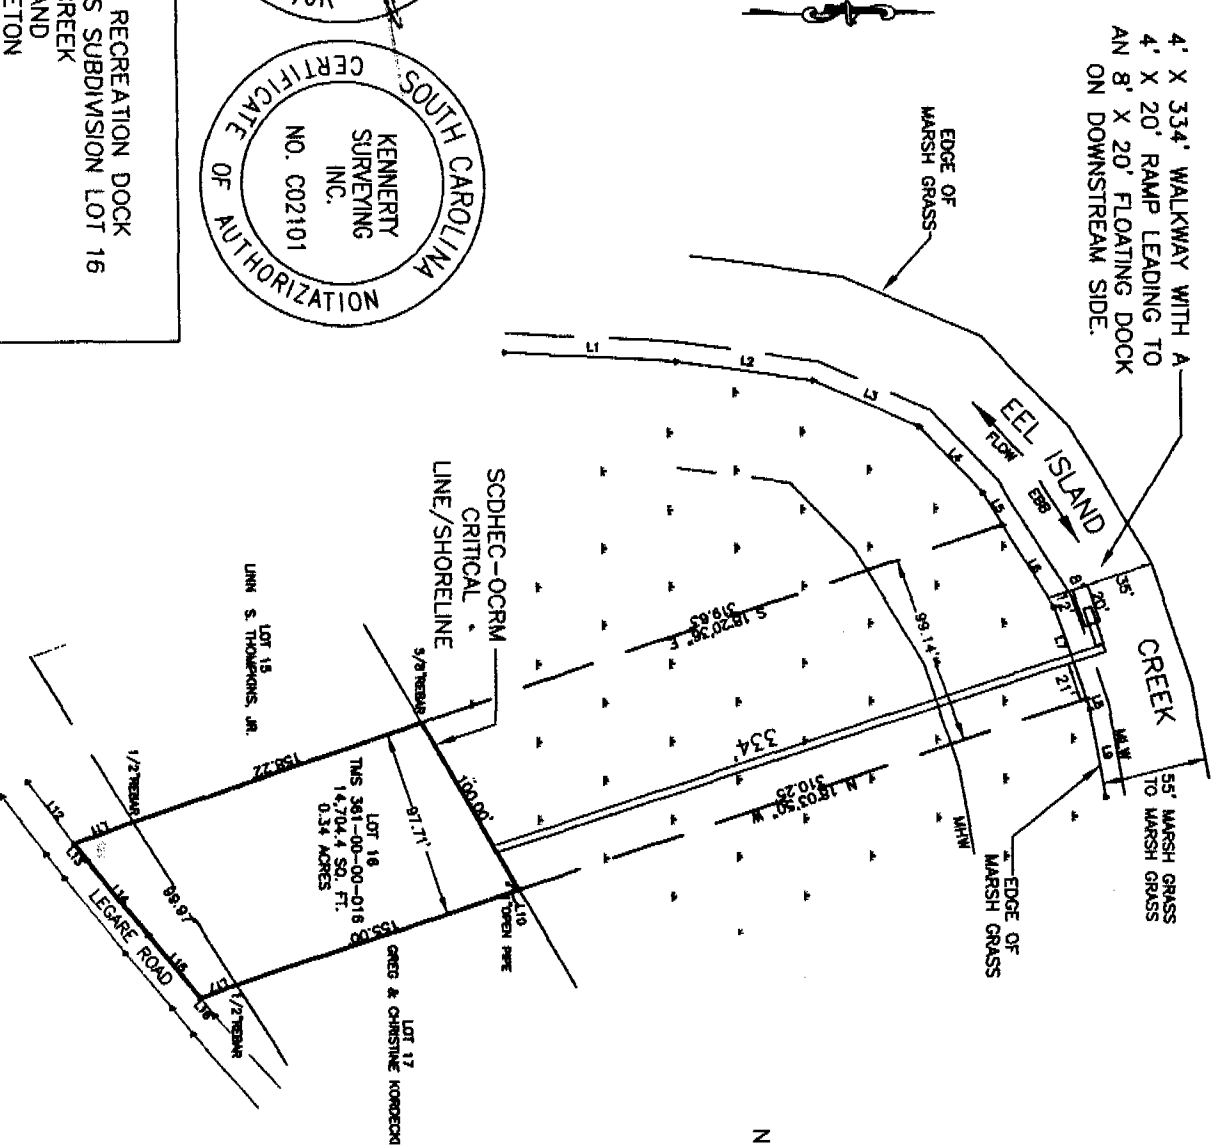 4' X 334' WALKWAY WITH A
4' X 20' RAMP LEADING TO
AN 8' X 20' FLOATING DOCK
ON DOWNSTREAM SIDE.
EDGE OF
MARSH GRASS
EEL ISLAND
CREEK
FLOW
EBB
35'
8'
20'
12'
21'
55' MARSH GRASS
TO MARSH GRASS
MLW
MHW
EDGE OF
MARSH GRASS
L1
L2
L3
L4
L5
L6
L7
L8
L9
S 18°20'36" E
319.63'
99.14'
334'
N 18°03'50" W
310.25'
SCDHEC-OCRM
CRITICAL
LINE/SHORELINE
5/8"REBAR
100.00'
L10
1"OPEN PIPE
97.71'
158.22'
155.00'
LOT 15
LINN S. THOMPKINS, JR.
LOT 16
TMS 361-00-00-016
14,704.4 SQ. FT.
0.34 ACRES
LOT 17
GREG & CHRISTINE KORDECKI
1/2"REBAR
99.97'
1/2"REBAR
L11
L12
L13
L14
L17
LEGARE ROAD
N
SOUTH CAROLINA
CERTIFICATE OF AUTHORIZATION
KENNERTY
SURVEYING
INC.
NO. C02101
RECREATION DOCK
S SUBDIVISION LOT 16
CREEK
AND
ETON